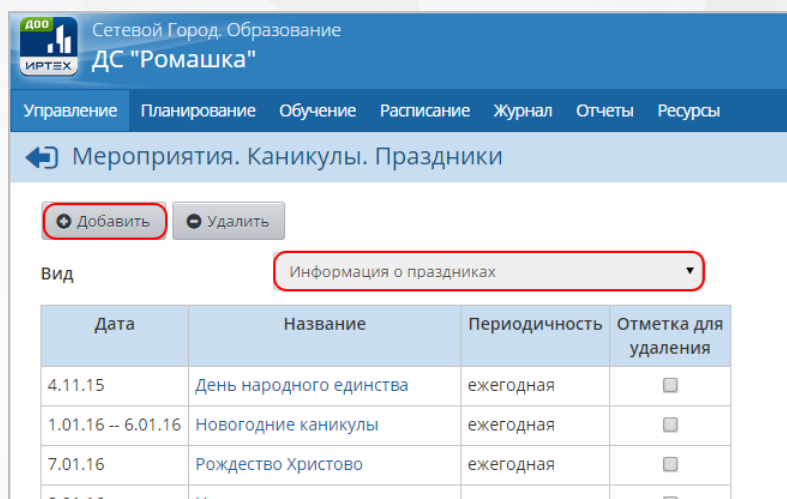 ДОО
ИРТЕХ
Сетевой Город. Образование
ДС "Ромашка"
Управление Планирование Обучение Расписание Журнал Отчеты Ресурсы
Мероприятия. Каникулы. Праздники
Добавить Удалить
Вид Информация о праздниках
Дата Название Периодичность Отметка для
удаления
4.11.15 День народного единства ежегодная
1.01.16 -- 6.01.16 Новогодние каникулы ежегодная
7.01.16 Рождество Христово ежегодная